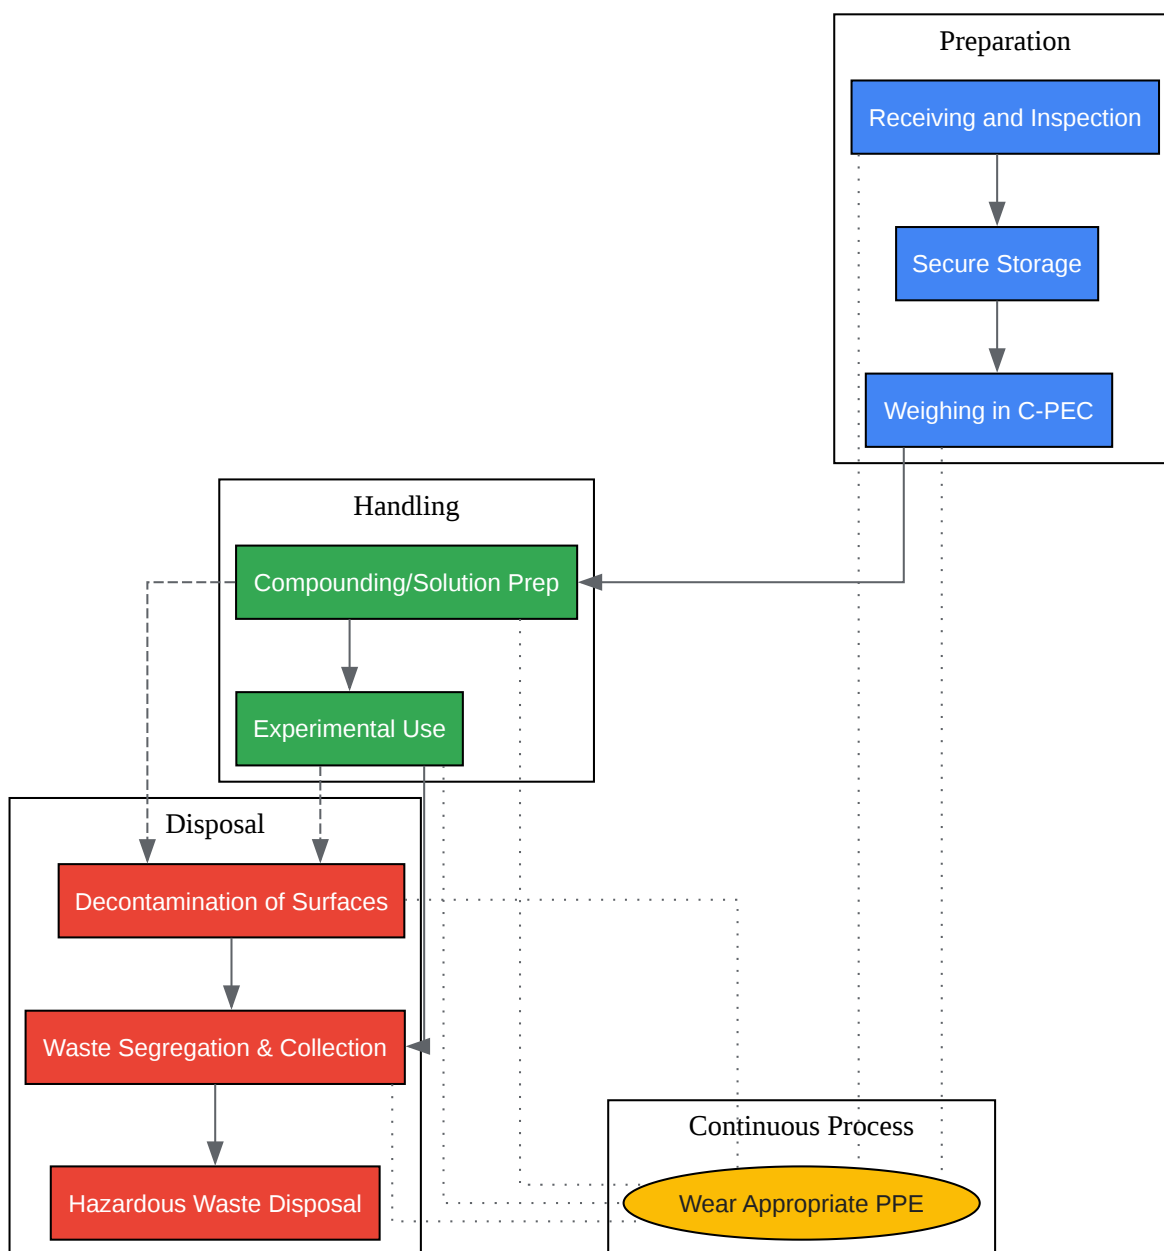 Preparation
Receiving and Inspection
Secure Storage
Weighing in C-PEC
Handling
Compounding/Solution Prep
Experimental Use
Disposal
Decontamination of Surfaces
Waste Segregation & Collection
Hazardous Waste Disposal
Continuous Process
Wear Appropriate PPE